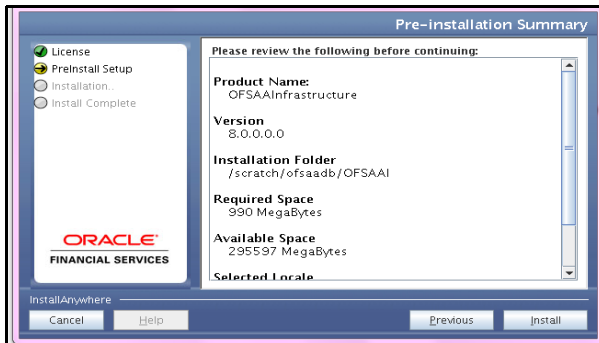 Pre-installation Summary
License
PreInstall Setup
Installation..
Install Complete
ORACLE
FINANCIAL SERVICES
Please review the following before continuing:
Product Name:
OFSAAInfrastructure
Version
8.0.0.0.0
Installation Folder
/scratch/ofsaadb/OFSAAI
Required Space
990 MegaBytes
Available Space
295597 MegaBytes
Selected Locale
InstallAnywhere
Cancel
Help
Previous
Install